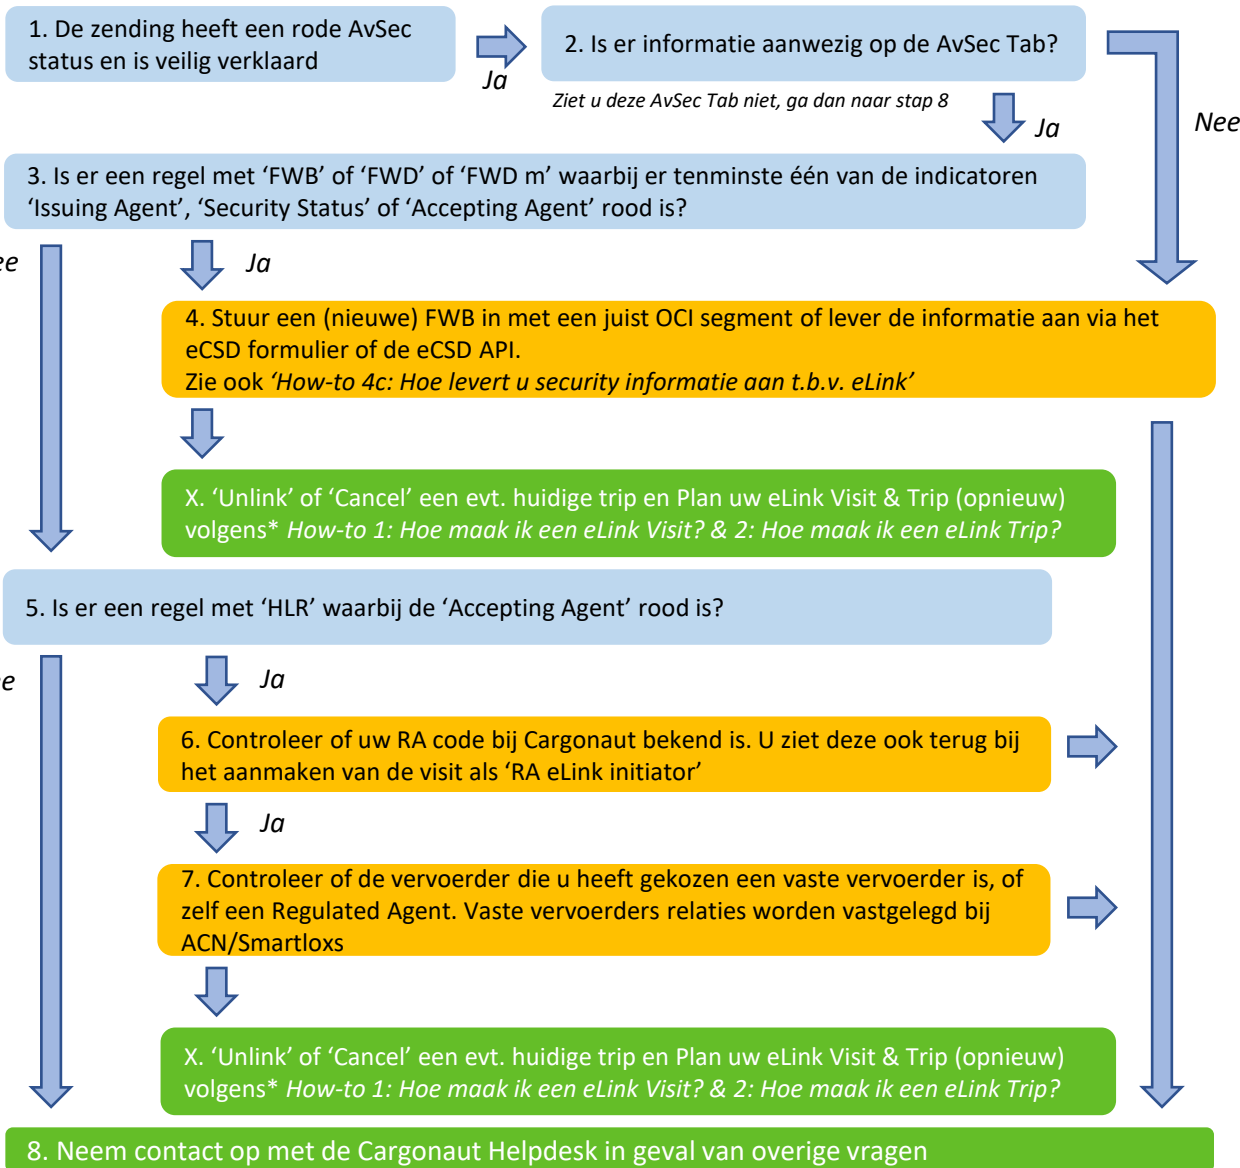 1. De zending heeft een rode AvSec
status en is veilig verklaard
Ja
2. Is er informatie aanwezig op de AvSec Tab?
Ziet u deze AvSec Tab niet, ga dan naar stap 8
Ja
Nee
3. Is er een regel met ‘FWB’ of ‘FWD’ of ‘FWD m’ waarbij er tenminste één van de indicatoren
‘Issuing Agent’, ‘Security Status’ of ‘Accepting Agent’ rood is?
ee
Ja
4. Stuur een (nieuwe) FWB in met een juist OCI segment of lever de informatie aan via het
eCSD formulier of de eCSD API.
Zie ook ‘How-to 4c: Hoe levert u security informatie aan t.b.v. eLink’
X. ‘Unlink’ of ‘Cancel’ een evt. huidige trip en Plan uw eLink Visit & Trip (opnieuw)
volgens* How-to 1: Hoe maak ik een eLink Visit? & 2: Hoe maak ik een eLink Trip?
5. Is er een regel met ‘HLR’ waarbij de ‘Accepting Agent’ rood is?
ee
Ja
6. Controleer of uw RA code bij Cargonaut bekend is. U ziet deze ook terug bij
het aanmaken van de visit als ‘RA eLink initiator’
Ja
7. Controleer of de vervoerder die u heeft gekozen een vaste vervoerder is, of
zelf een Regulated Agent. Vaste vervoerders relaties worden vastgelegd bij
ACN/Smartloxs
X. ‘Unlink’ of ‘Cancel’ een evt. huidige trip en Plan uw eLink Visit & Trip (opnieuw)
volgens* How-to 1: Hoe maak ik een eLink Visit? & 2: Hoe maak ik een eLink Trip?
8. Neem contact op met de Cargonaut Helpdesk in geval van overige vragen